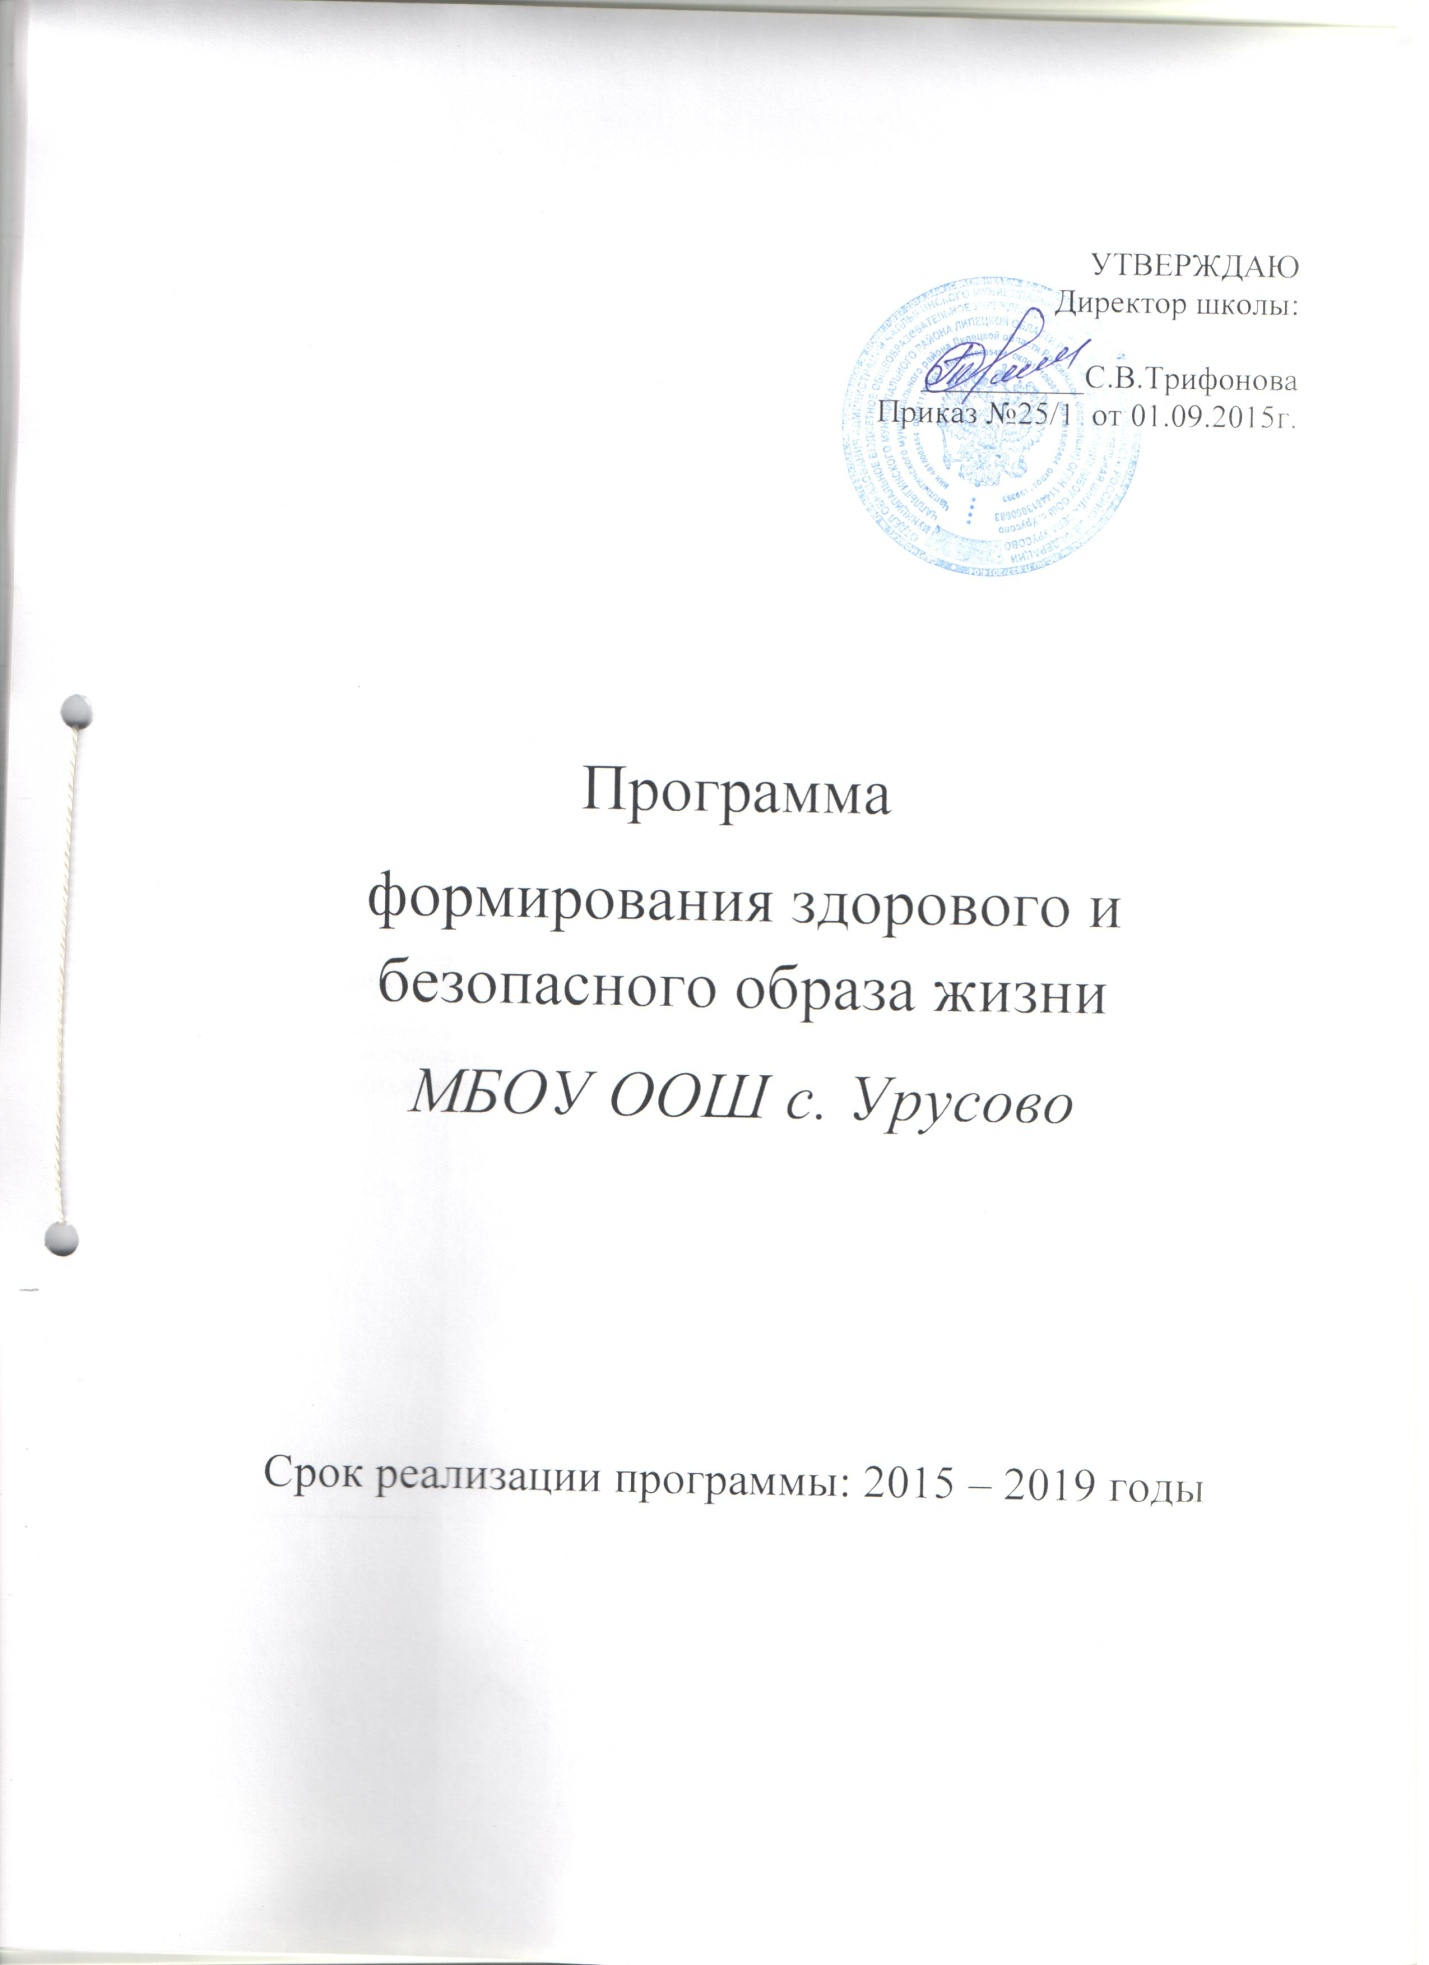 УТВЕРЖДАЮ
Директор школы:
С.В.Трифонова
Приказ №25/1 от 01.09.2015г.
Программа
формирования здорового и
безопасного образа жизни
МБОУ ООШ с. Урусово
Срок реализации программы: 2015 – 2019 годы